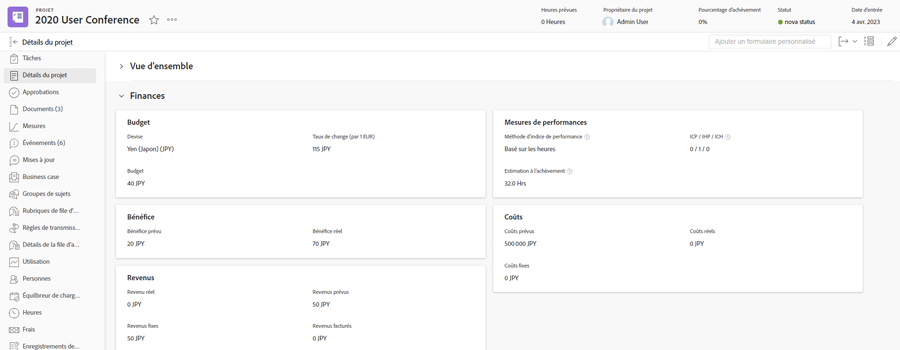 PROJET
2020 User Conference
Heures prévues
0 Heures
Propriétaire du projet
Admin User
Pourcentage d'achèvement
0%
Statut
nova status
Date d'entrée
4 avr. 2023
Détails du projet
Ajouter un formulaire personnalisé
Tâches
Détails du projet
Approbations
Documents (3)
Mesures
Événements (6)
Mises à jour
Business case
Groupes de sujets
Rubriques de file d'...
Règles de transmiss...
Détails de la file d'a...
Utilisation
Personnes
Équilibreur de charg...
Heures
Frais
Enregistrements de...
Vue d'ensemble
Finances
Budget
Devise
Yen (Japon) (JPY)
Taux de change (par 1 EUR)
115 JPY
Budget
40 JPY
Mesures de performances
Méthode d'indice de performance
Basé sur les heures
ICP / IHP / ICH
0 / 1 / 0
Estimation à l'achèvement
32.0 Hrs
Bénéfice
Bénéfice prévu
20 JPY
Bénéfice réel
70 JPY
Coûts
Coûts prévus
500 000 JPY
Coûts réels
0 JPY
Coûts fixes
0 JPY
Revenus
Revenu réel
0 JPY
Revenus prévus
50 JPY
Revenus fixes
50 JPY
Revenus facturés
0 JPY